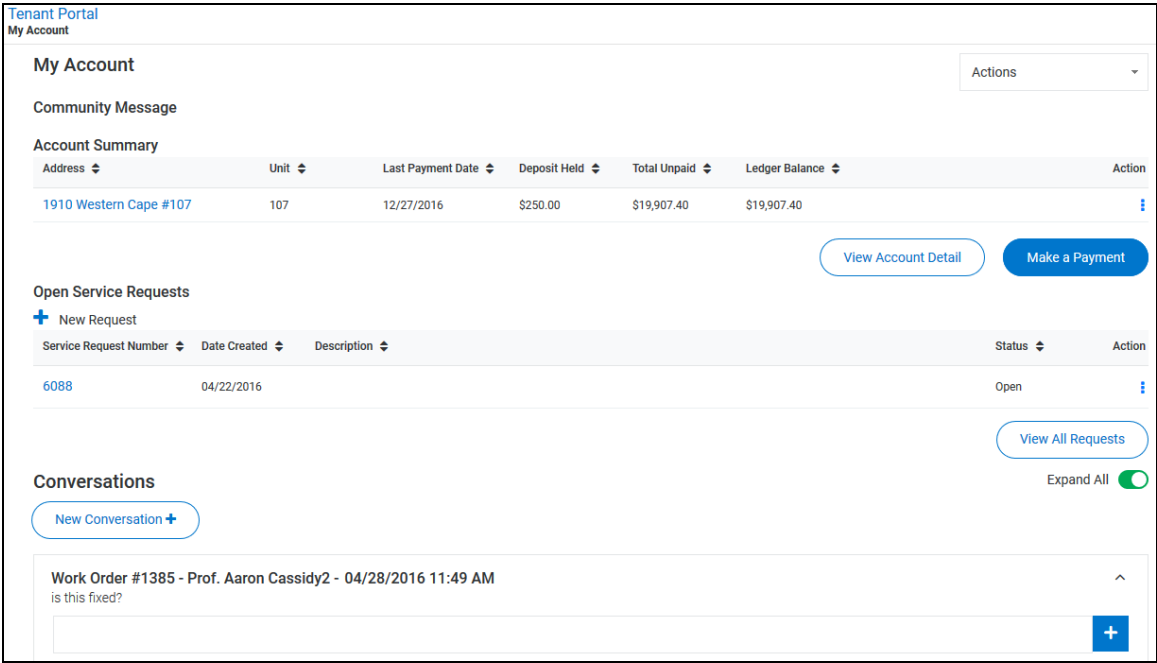 Tenant Portal
My Account
My Account
Actions
Community Message
Account Summary
Address Unit Last Payment Date Deposit Held Total Unpaid Ledger Balance Action
1910 Western Cape #107 107 12/27/2016 $250.00 $19,907.40 $19,907.40
View Account Detail Make a Payment
Open Service Requests
New Request
Service Request Number Date Created Description Status Action
6088 04/22/2016 Open
View All Requests
Conversations Expand All
New Conversation +
Work Order #1385 - Prof. Aaron Cassidy2 - 04/28/2016 11:49 AM
is this fixed?